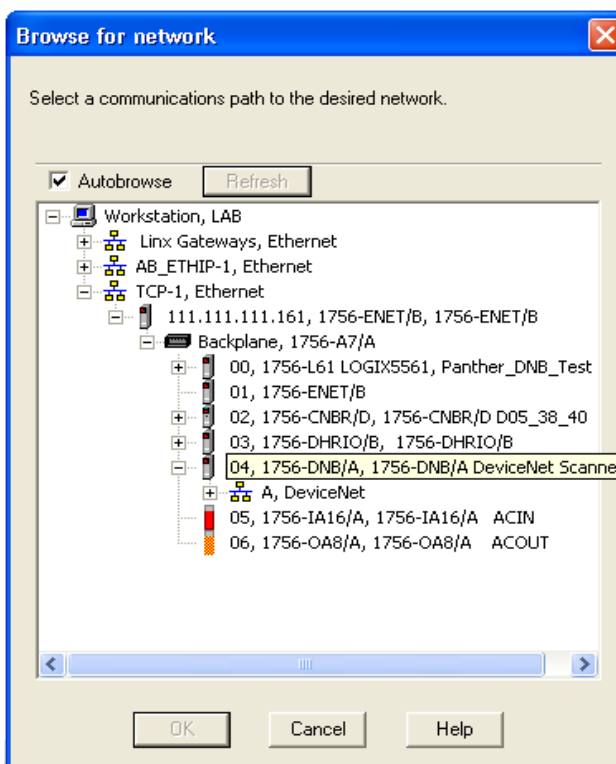 Browse for network
Select a communications path to the desired network.
Autobrowse Refresh
Workstation, LAB
Linx Gateways, Ethernet
AB_ETHIP-1, Ethernet
TCP-1, Ethernet
111.111.111.161, 1756-ENET/B, 1756-ENET/B
Backplane, 1756-A7/A
00, 1756-L61 LOGIX5561, Panther_DNB_Test
01, 1756-ENET/B
02, 1756-CNBR/D, 1756-CNBR/D D05_38_40
03, 1756-DHRIO/B, 1756-DHRIO/B
04, 1756-DNB/A, 1756-DNB/A DeviceNet Scanne
A, DeviceNet
05, 1756-IA16/A, 1756-IA16/A ACIN
06, 1756-OA8/A, 1756-OA8/A ACOUT
OK Cancel Help